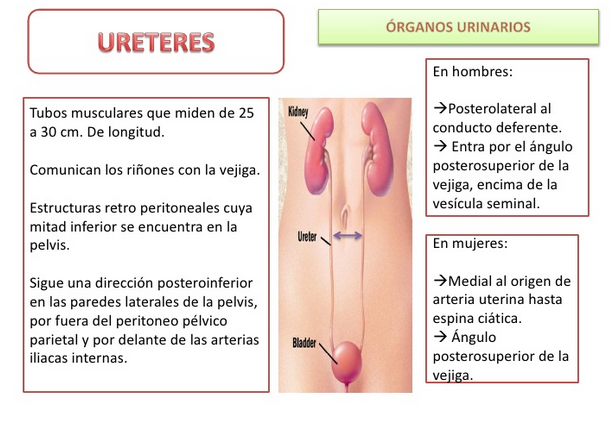 URETERES
ÓRGANOS URINARIOS
Tubos musculares que miden de 25
a 30 cm. De longitud.
Comunican los riñones con la vejiga.
Estructuras retro peritoneales cuya
mitad inferior se encuentra en la
pelvis.
Sigue una dirección posteroinferior
en las paredes laterales de la pelvis,
por fuera del peritoneo pélvico
parietal y por delante de las arterias
iliacas internas.
Kidney
Ureter
Bladder
En hombres:
→Posterolateral al
conducto deferente.
→ Entra por el ángulo
posterosuperior de la
vejiga, encima de la
vesícula seminal.
En mujeres:
→Medial al origen de
arteria uterina hasta
espina ciática.
→ Ángulo
posterosuperior de la
vejiga.